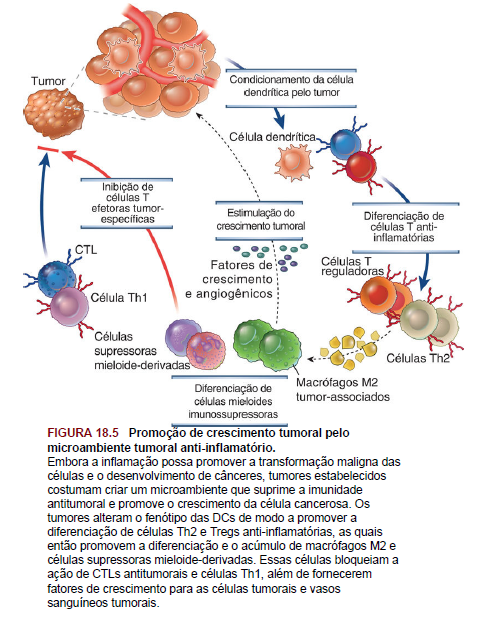 Tumor
Condicionamento da célula
dendrítica pelo tumor
Célula dendrítica
Inibição de
células T
efetoras tumor-
específicas
Estimulação do
crescimento tumoral
Diferenciação de
células T anti-
inflamatórias
CTL
Célula Th1
Fatores de
crescimento
e angiogênicos
Células T
reguladoras
Células Th2
Células
supressoras
mieloide-derivadas
Macrófagos M2
tumor-associados
Diferenciação de
células mieloides
imunossupressoras
FIGURA 18.5 Promoção de crescimento tumoral pelo
microambiente tumoral anti-inflamatório.
Embora a inflamação possa promover a transformação maligna das
células e o desenvolvimento de cânceres, tumores estabelecidos
costumam criar um microambiente que suprime a imunidade
antitumoral e promove o crescimento da célula cancerosa. Os
tumores alteram o fenótipo das DCs de modo a promover a
diferenciação de células Th2 e Tregs anti-inflamatórias, as quais
então promovem a diferenciação e o acúmulo de macrófagos M2 e
células supressoras mieloide-derivadas. Essas células bloqueiam a
ação de CTLs antitumorais e células Th1, além de fornecerem
fatores de crescimento para as células tumorais e vasos
sanguíneos tumorais.